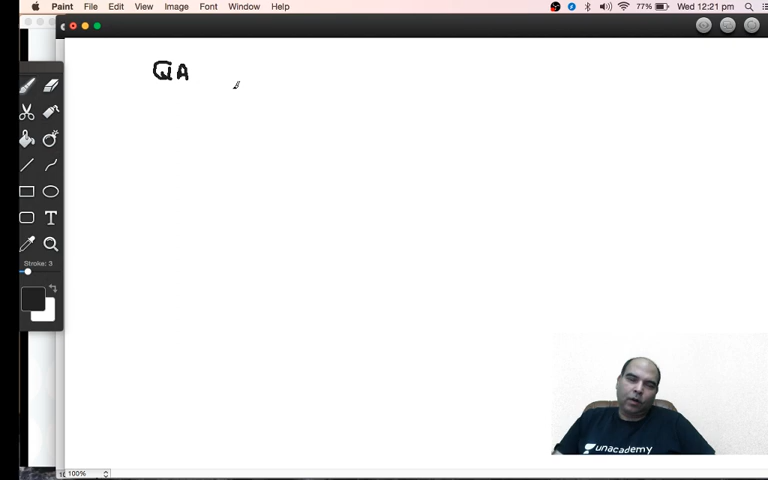 Paint File Edit View Image Font Window Help 77% Wed 12:21 pm
QA
Stroke: 3
unacademy
100%